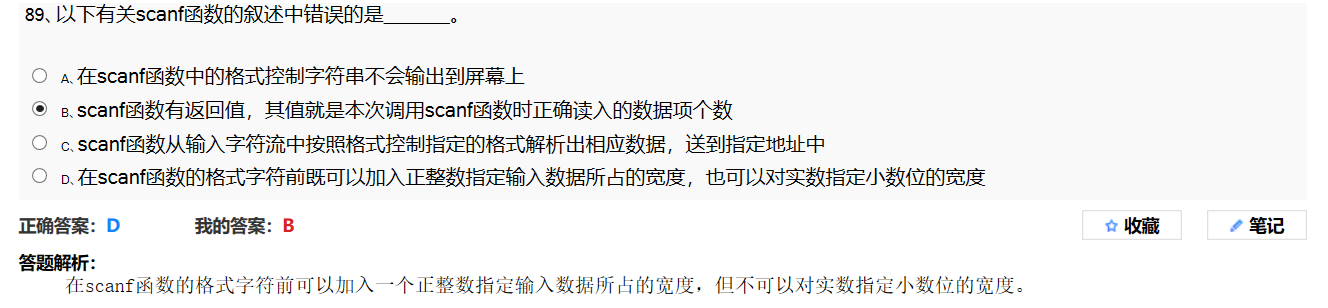 89、以下有关scanf函数的叙述中错误的是______。
A、在scanf函数中的格式控制字符串不会输出到屏幕上
B、scanf函数有返回值，其值就是本次调用scanf函数时正确读入的数据项个数
C、scanf函数从输入字符流中按照格式控制指定的格式解析出相应数据，送到指定地址中
D、在scanf函数的格式字符前既可以加入正整数指定输入数据所占的宽度，也可以对实数指定小数位的宽度
正确答案：D 我的答案：B 收藏 笔记
答题解析：
在scanf函数的格式字符前可以加入一个正整数指定输入数据所占的宽度，但不可以对实数指定小数位的宽度。